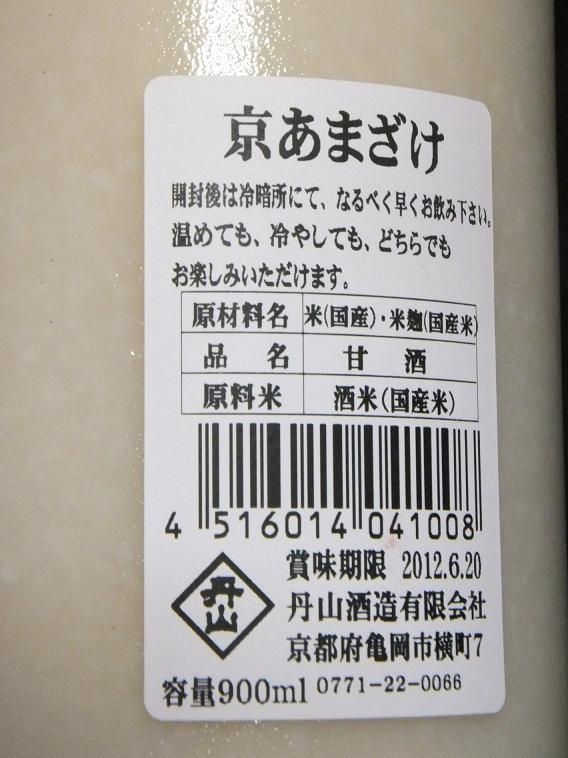 京あまざけ
開封後は冷暗所にて、なるべく早くお飲み下さい。
温めても、冷やしても、どちらでも
お楽しみいただけます。
原材料名 米(国産)・米麹(国産米)
品名 甘酒
原料米 酒米(国産米)
4 516014 041008
賞味期限 2012.6.20
丹山酒造有限会社
京都府亀岡市横町7
丹山
容量900ml 0771-22-0066